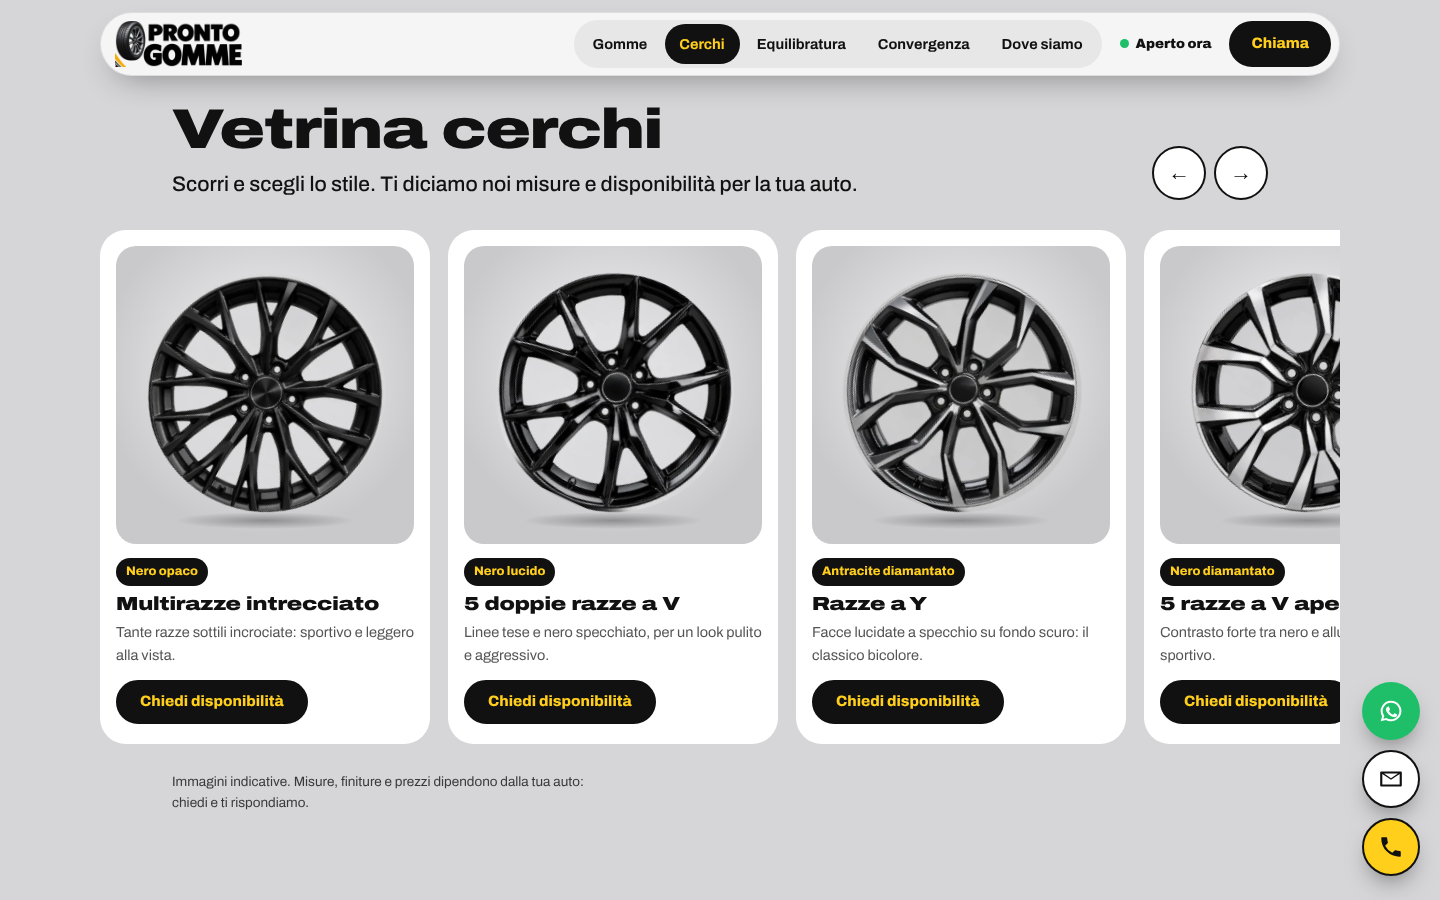 PRONTO
GOMME
Gomme
Cerchi
Equilibratura
Convergenza
Dove siamo
Aperto ora
Chiama
Vetrina cerchi
Scorri e scegli lo stile. Ti diciamo noi misure e disponibilità per la tua auto.
← →
Nero opaco
Multirazze intrecciato
Tante razze sottili incrociate: sportivo e leggero
alla vista.
Chiedi disponibilità
Nero lucido
5 doppie razze a V
Linee tese e nero specchiato, per un look pulito
e aggressivo.
Chiedi disponibilità
Antracite diamantato
Razze a Y
Facce lucidate a specchio su fondo scuro: il
classico bicolore.
Chiedi disponibilità
Nero diamantato
5 razze a V ape
Contrasto forte tra nero e allu
sportivo.
Chiedi disponibilità
Immagini indicative. Misure, finiture e prezzi dipendono dalla tua auto:
chiedi e ti rispondiamo.